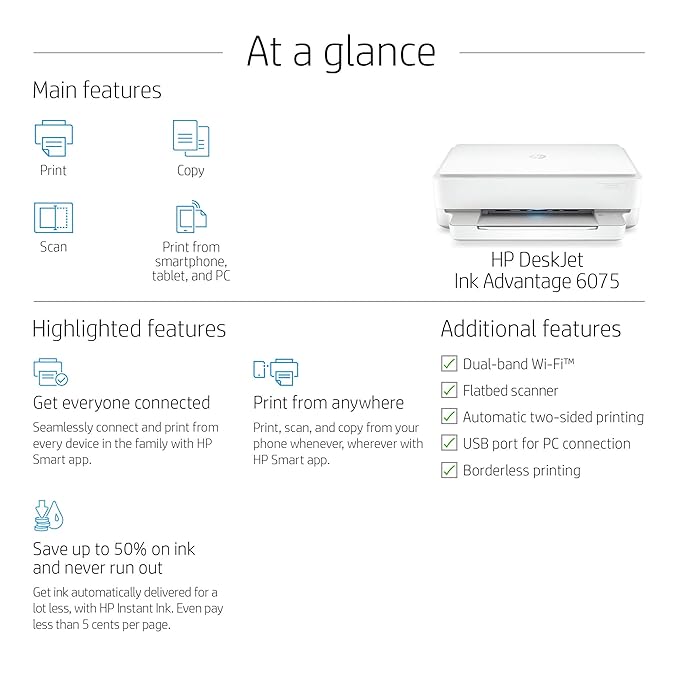 At a glance
Main features
Print
Copy
Scan
Print from
smartphone,
tablet, and PC
HP DeskJet
Ink Advantage 6075
Highlighted features
Get everyone connected
Seamlessly connect and print from
every device in the family with HP
Smart app.
Print from anywhere
Print, scan, and copy from your
phone whenever, wherever with
HP Smart app.
Save up to 50% on ink
and never run out
Get ink automatically delivered for a
lot less, with HP Instant Ink. Even pay
less than 5 cents per page.
Additional features
Dual-band Wi-Fi™
Flatbed scanner
Automatic two-sided printing
USB port for PC connection
Borderless printing